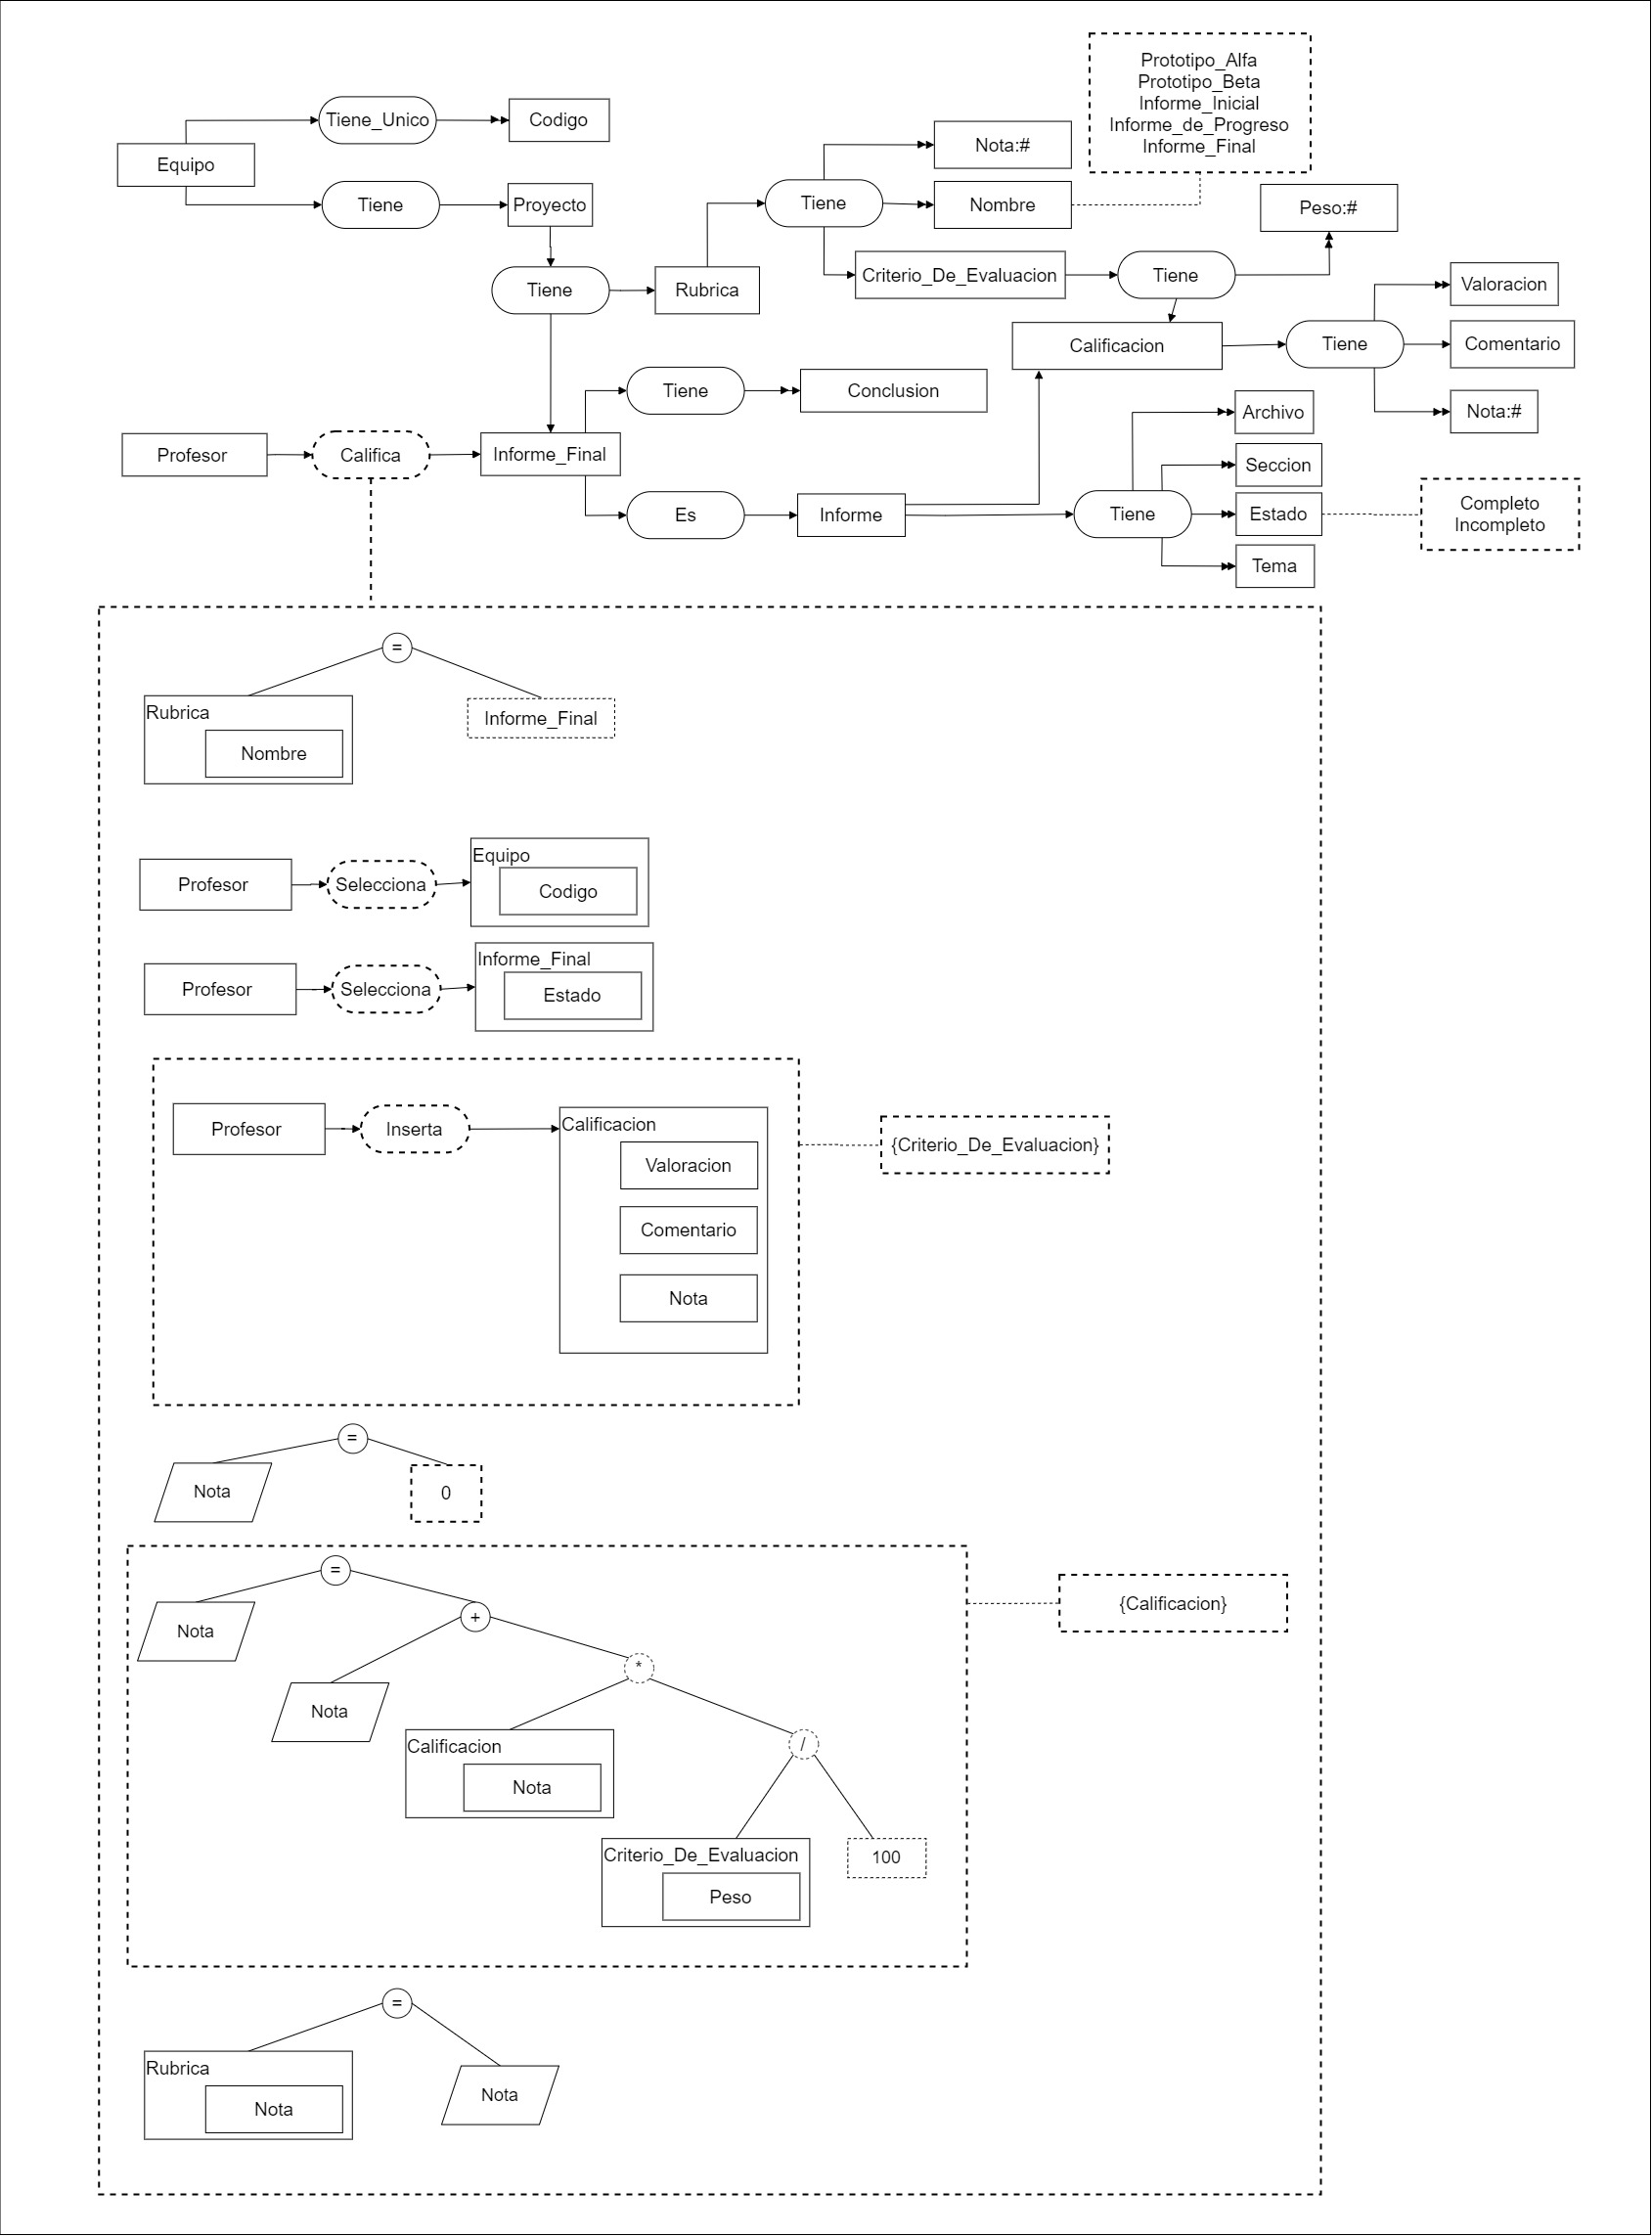 Prototipo_Alfa
Prototipo_Beta
Informe_Inicial
Informe_de_Progreso
Informe_Final
Tiene_Unico
Codigo
Equipo
Tiene
Proyecto
Nota:#
Tiene
Nombre
Peso:#
Criterio_De_Evaluacion
Tiene
Tiene
Rubrica
Valoracion
Calificacion
Tiene
Comentario
Tiene
Conclusion
Archivo
Nota:#
Profesor
Califica
Informe_Final
Seccion
Es
Informe
Tiene
Estado
Completo
Incompleto
Tema
=
Rubrica
Nombre
Informe_Final
Profesor
Selecciona
Equipo
Codigo
Profesor
Selecciona
Informe_Final
Estado
Profesor
Inserta
Calificacion
Valoracion
Comentario
Nota
{Criterio_De_Evaluacion}
=
Nota
0
=
Nota
+
Nota
*
Calificacion
Nota
/
Criterio_De_Evaluacion
Peso
100
{Calificacion}
=
Rubrica
Nota
Nota